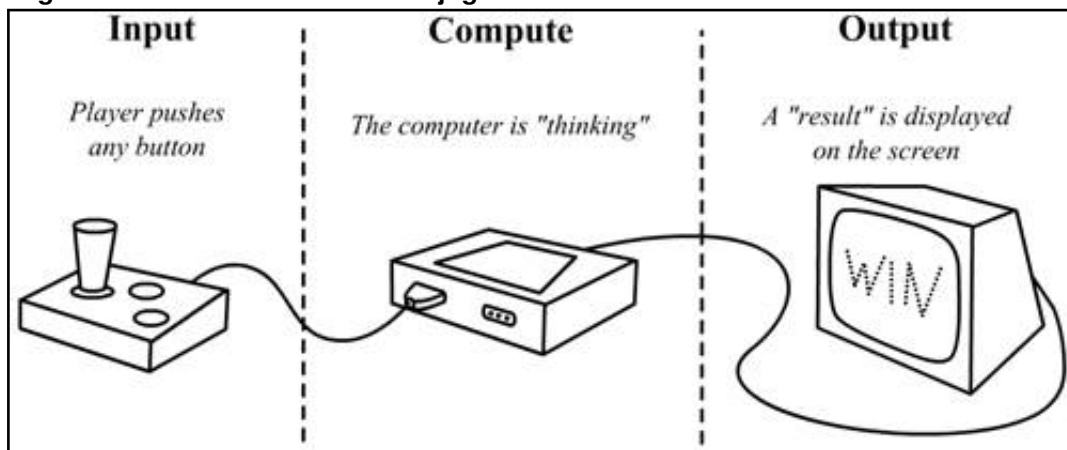 Input
Compute
Output
Player pushes
any button
The computer is "thinking"
A "result" is displayed
on the screen
WIN